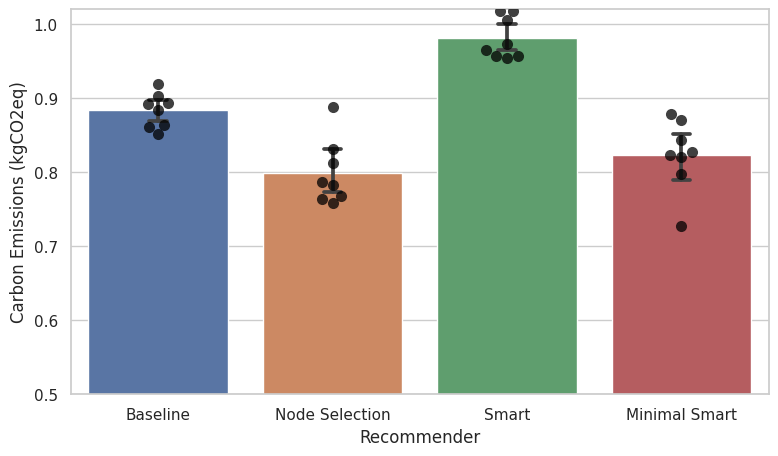 Carbon Emissions (kgCO2eq)
1.0
0.9
0.8
0.7
0.6
0.5
Baseline
Node Selection
Smart
Minimal Smart
Recommender